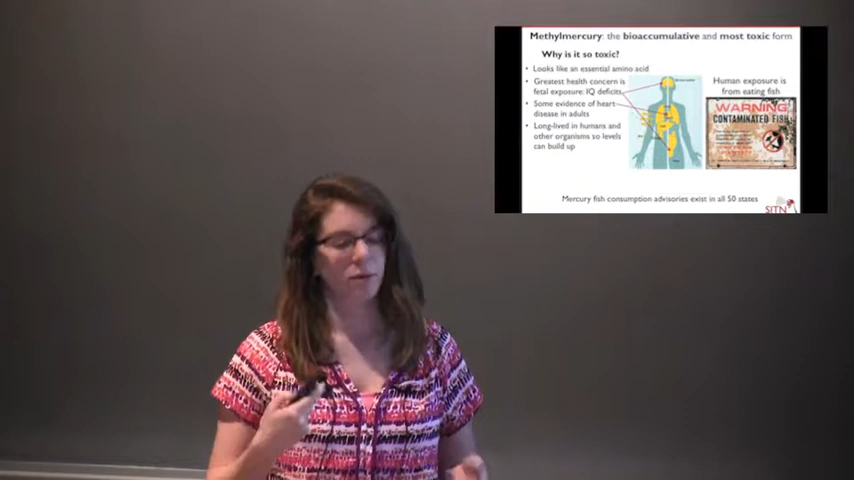 Methylmercury: the bioaccumulative and most toxic form
Why is it so toxic?
• Looks like an essential amino acid
• Greatest health concern is
fetal exposure: IQ deficits
• Some evidence of heart
disease in adults
• Long-lived in humans and
other organisms so levels
can build up
Human exposure is
from eating fish
WARNING
CONTAMINATED FISH
Mercury fish consumption advisories exist in all 50 states
SITN